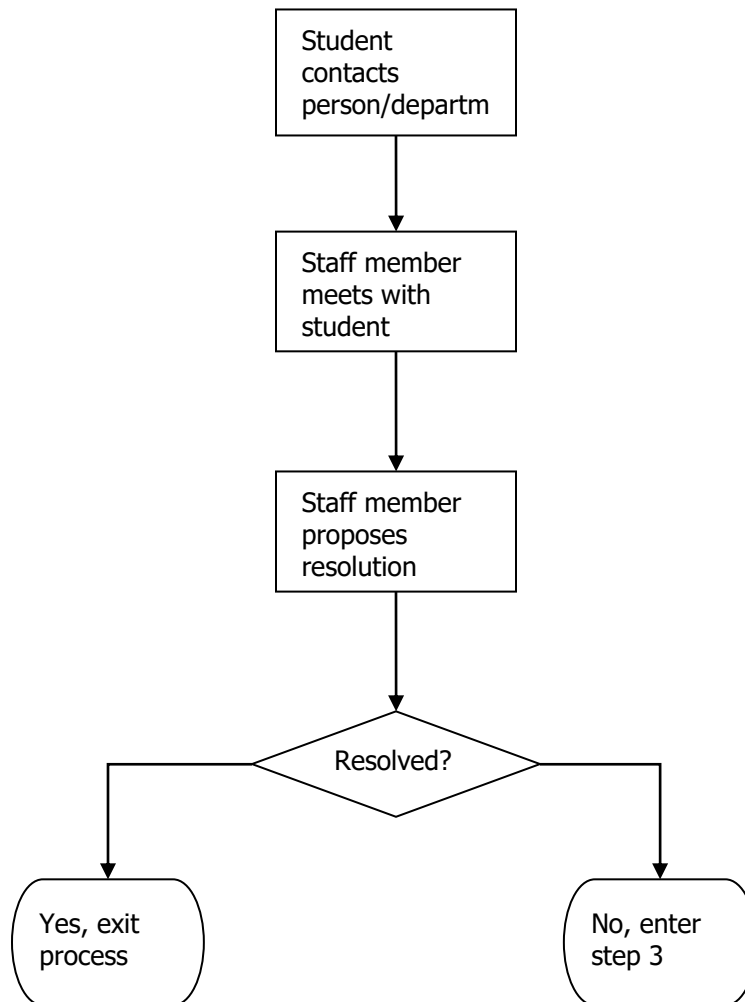 Student
contacts
person/departm
Staff member
meets with
student
Staff member
proposes
resolution
Resolved?
Yes, exit
process
No, enter
step 3